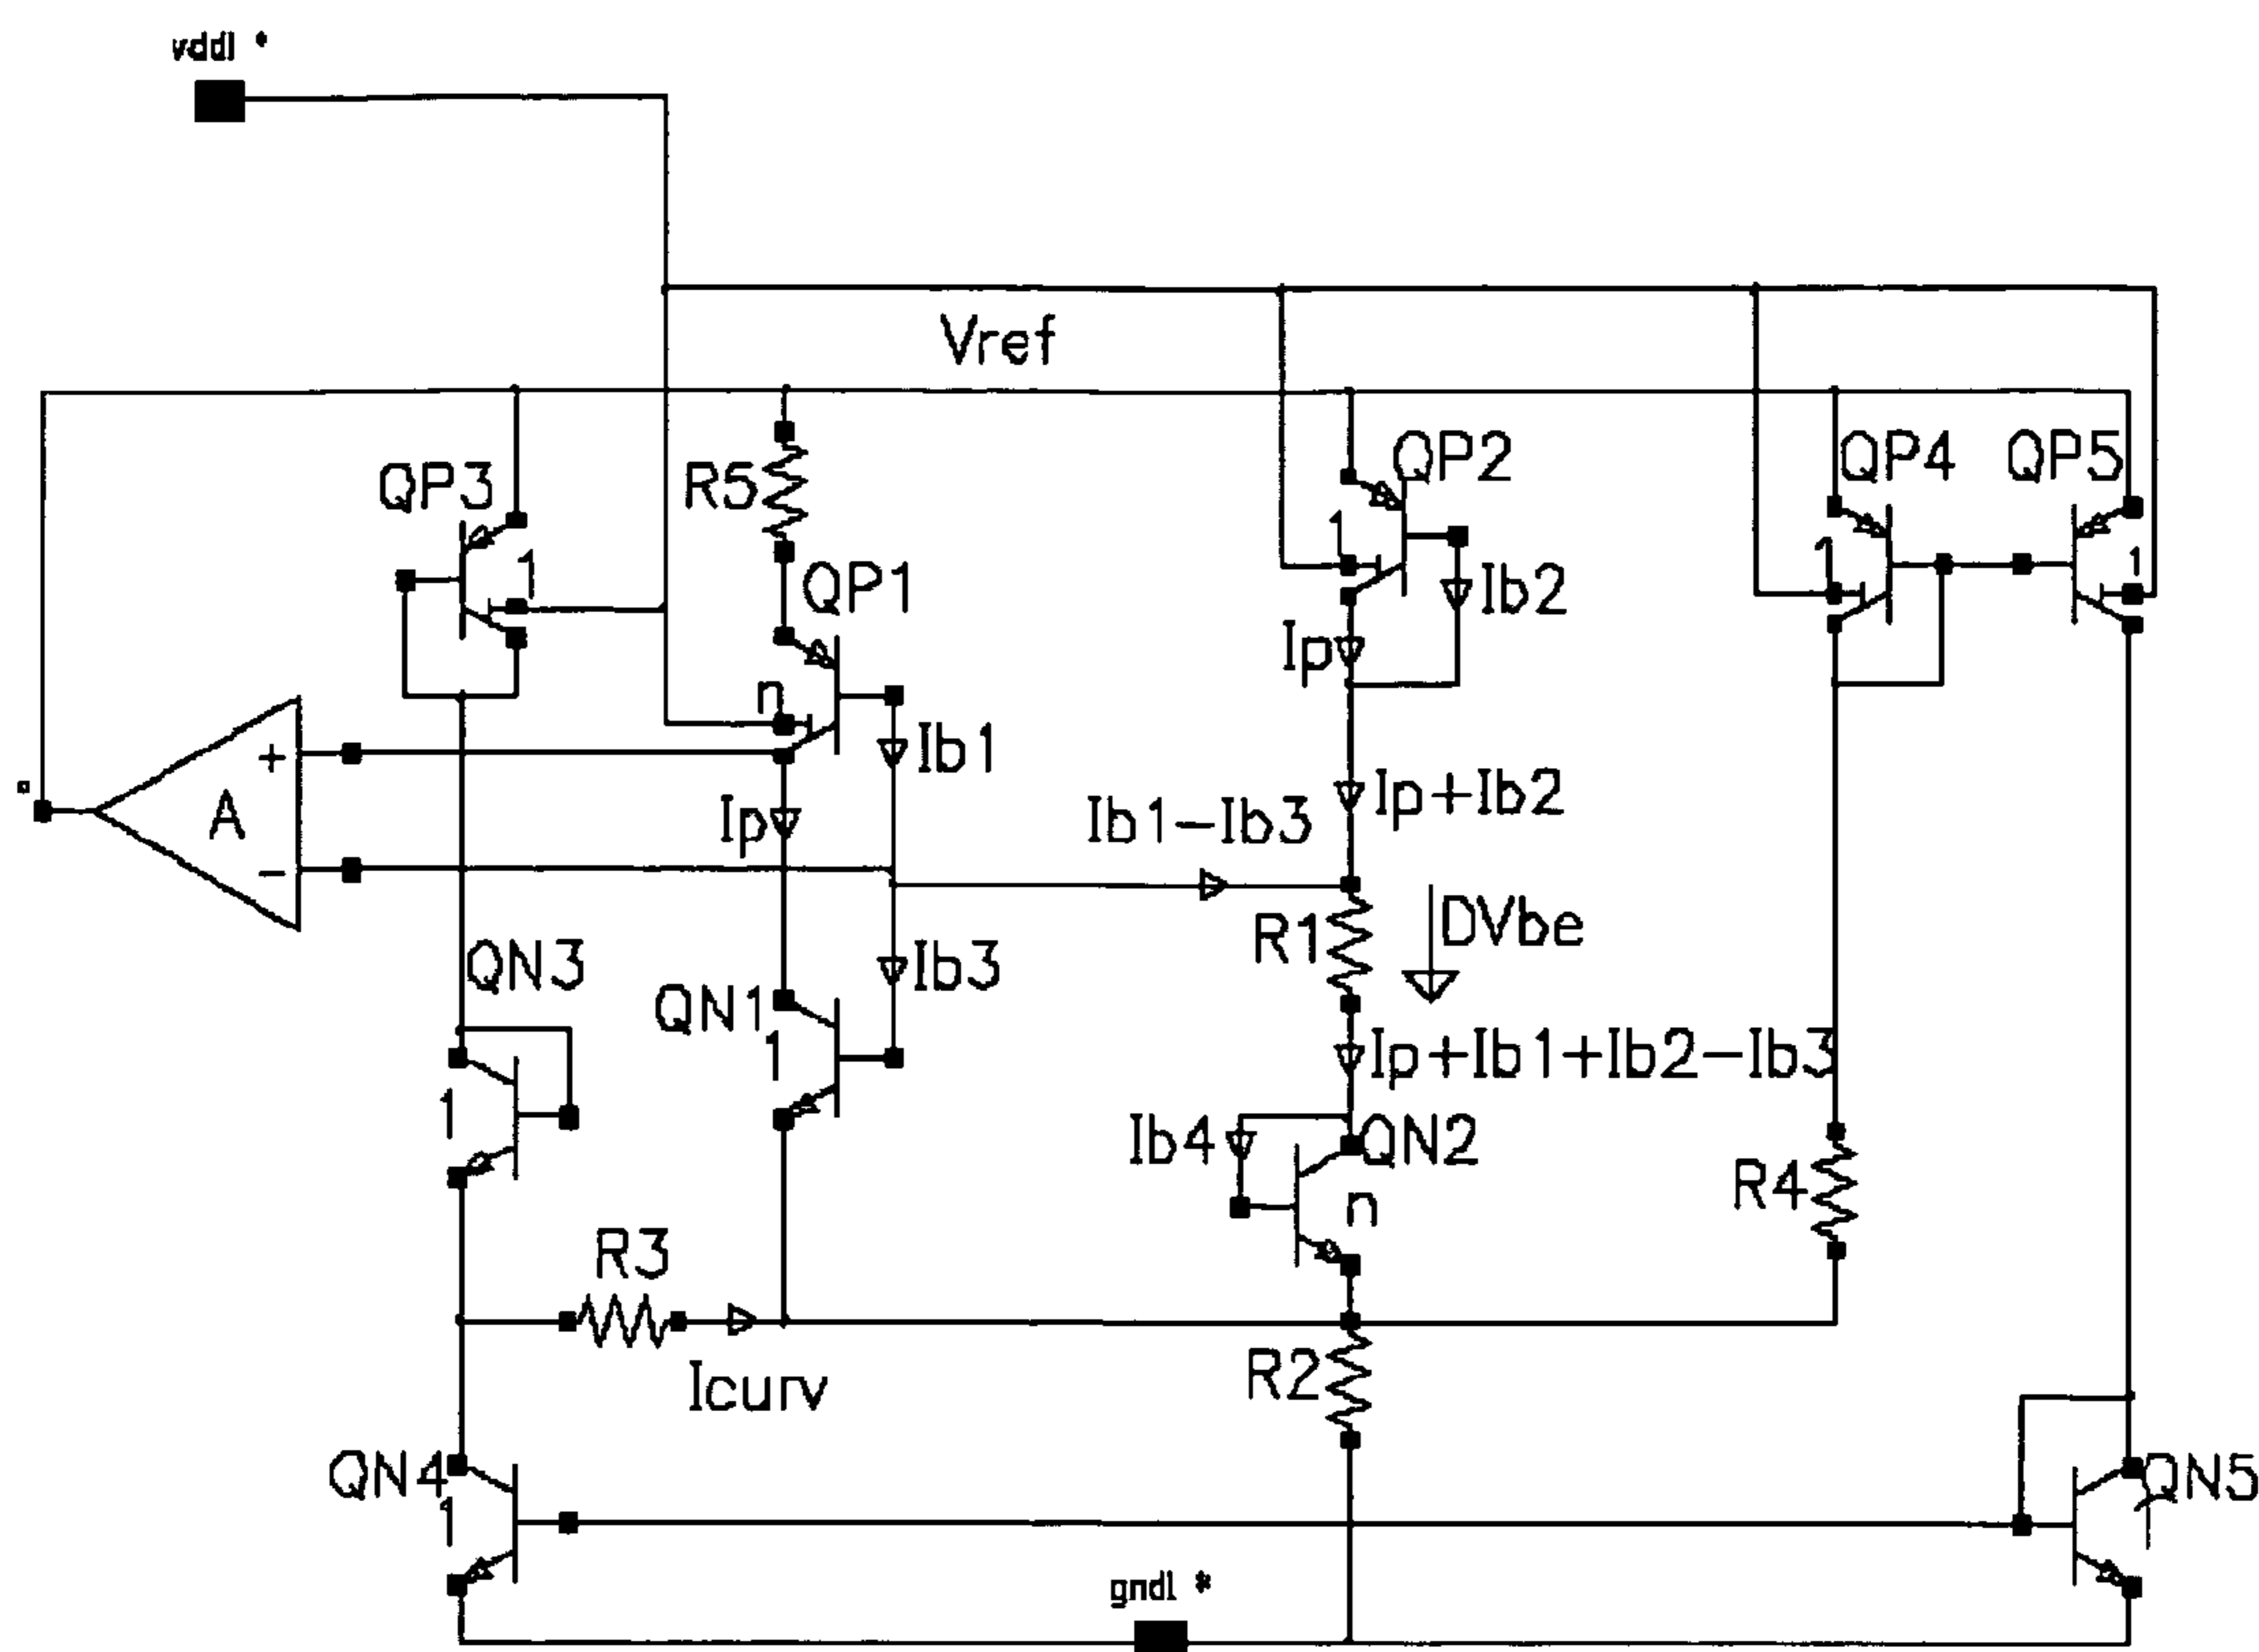 vddl *
Vref
QP3
R5
QP2
QP4
QP5
1
QP1
1
1
1
Ib2
Ip
n
Ib1
A
+
−
Ip
Ip+Ib2
Ib1−Ib3
R1
DVbe
QN3
QN1
Ib3
1
Ip+Ib1+Ib2−Ib3
1
Ib4
QN2
n
R4
R3
Icurv
R2
QN4
1
QN5
1
gndl *